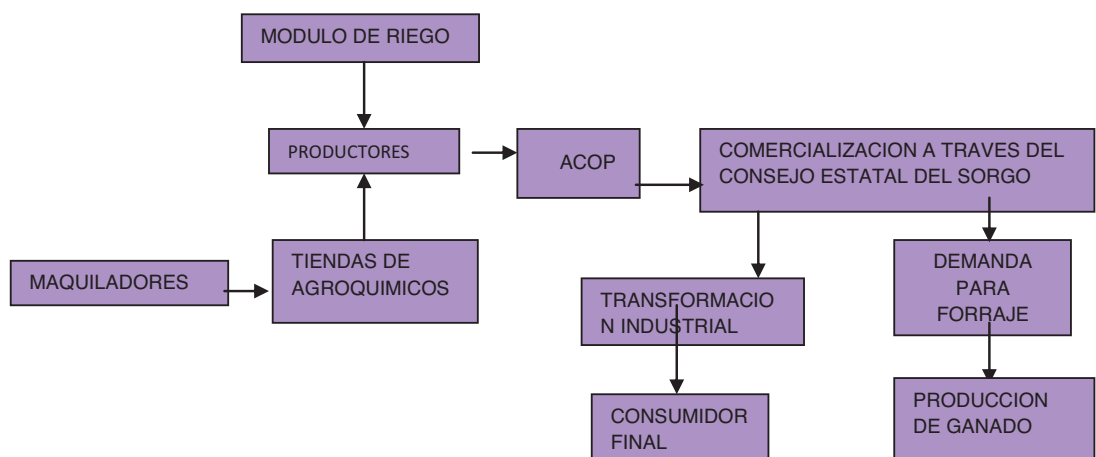 MODULO DE RIEGO
PRODUCTORES
ACOP
COMERCIALIZACION A TRAVES DEL
CONSEJO ESTATAL DEL SORGO
MAQUILADORES
TIENDAS DE
AGROQUIMICOS
TRANSFORMACIO
N INDUSTRIAL
DEMANDA
PARA
FORRAJE
CONSUMIDOR
FINAL
PRODUCCION
DE GANADO